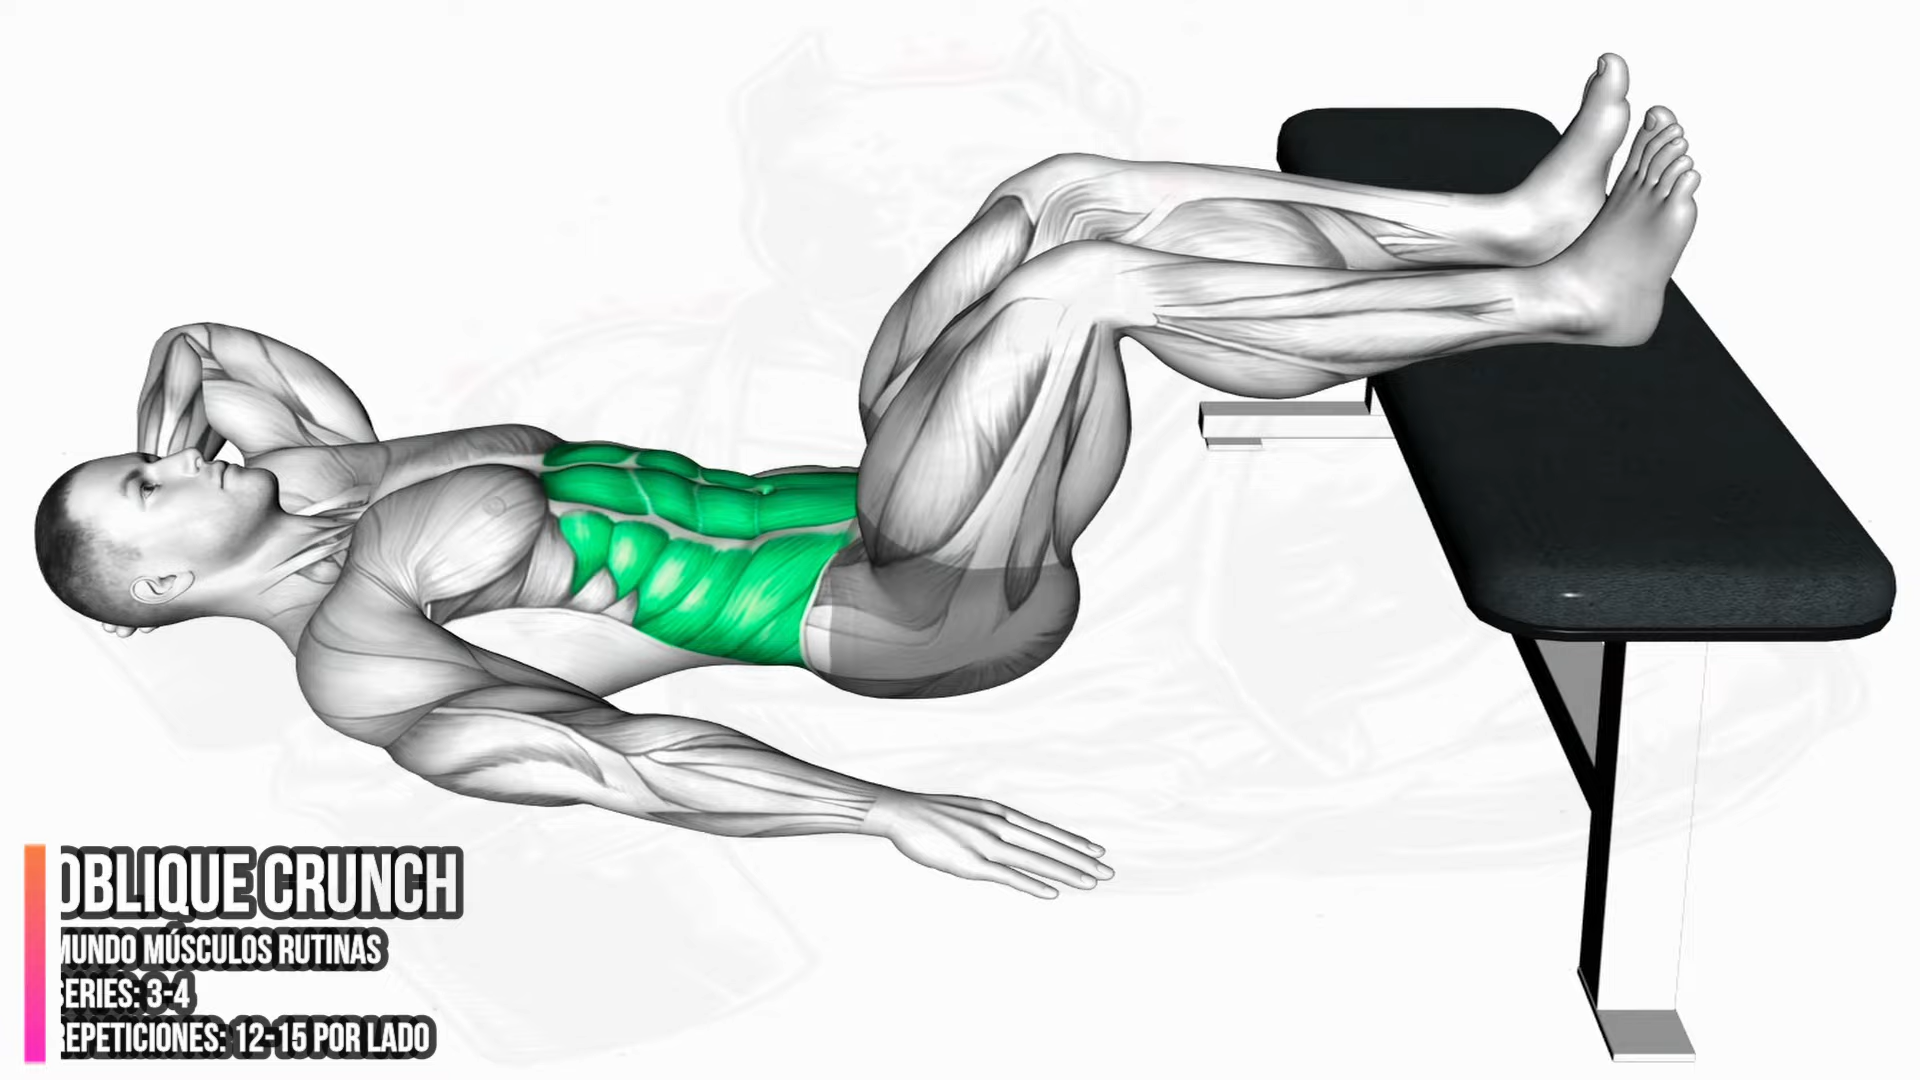 OBLIQUE CRUNCH
MUNDO MÚSCULOS RUTINAS
SERIES: 3-4
REPETICIONES: 12-15 POR LADO